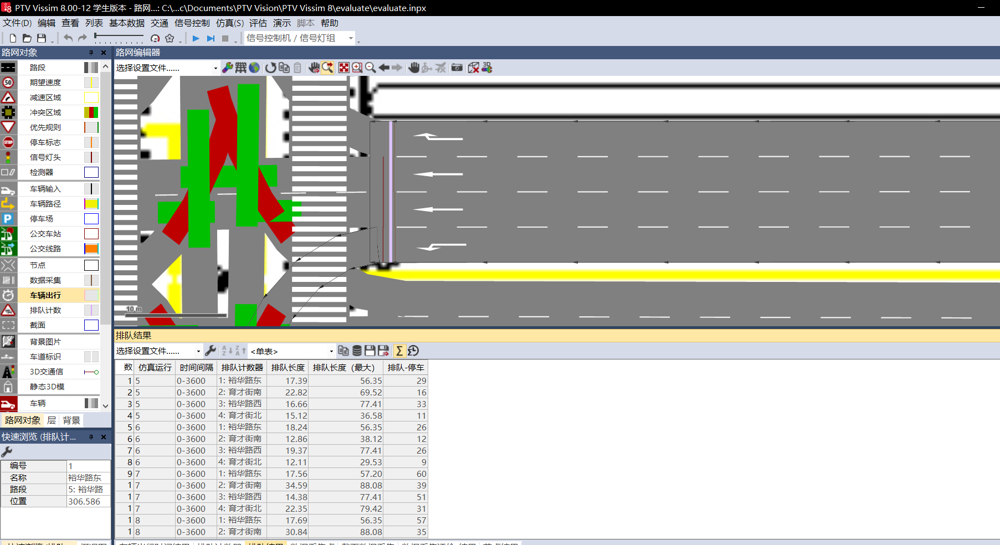 PTV Vissim 8.00-12 学生版本 - 路网...: C:\...c\Documents\PTV Vision\PTV Vissim 8\evaluate\evaluate.inpx
文件(D) 编辑 查看 列表 基本数据 交通 信号控制 仿真(S) 评估 演示 脚本 帮助
信号控制机 / 信号灯组
路网对象
路网编辑器
选择设置文件......
路段
期望速度
减速区域
冲突区域
优先规则
停车标志
信号灯头
检测器
车辆输入
车辆路径
停车场
公交车站
公交线路
节点
数据采集
车辆出行
排队计数
截面
背景图片
车道标识
3D交通信
静态3D模
车辆
路网对象 层 背景
快速浏览 (排队计...
编号 1
名称 裕华路东
路段 5: 裕华路
位置 306.586
10 m
排队结果
选择设置文件...... <单表>
数 仿真运行 时间间隔 排队计数器 排队长度 排队长度 (最大) 排队-停车
1 5 0-3600 1: 裕华路东 17.39 56.35 29
2 5 0-3600 2: 育才街南 22.82 69.52 16
3 5 0-3600 3: 裕华路西 16.66 77.41 33
4 5 0-3600 4: 育才街北 15.12 36.58 11
5 6 0-3600 1: 裕华路东 18.24 56.35 26
6 6 0-3600 2: 育才街南 12.86 38.12 12
7 6 0-3600 3: 裕华路西 19.37 77.41 26
8 6 0-3600 4: 育才街北 12.11 29.53 9
9 7 0-3600 1: 裕华路东 17.56 57.20 60
1 7 0-3600 2: 育才街南 34.59 88.08 39
1 7 0-3600 3: 裕华路西 14.38 77.41 51
1 7 0-3600 4: 育才街北 22.35 79.42 31
1 8 0-3600 1: 裕华路东 17.69 56.35 57
1 8 0-3600 2: 育才街南 30.84 88.08 35